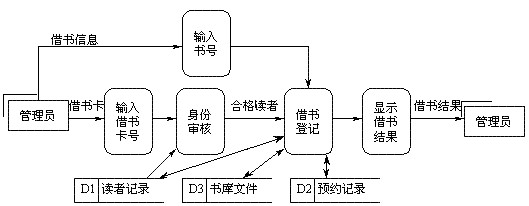 借书信息
输入
书号
管理员
借书卡
输入
借书
卡号
身份
审核
合格读者
借书
登记
显示
借书
结果
借书结果
管理员
D1 读者记录
D3 书库文件
D2 预约记录